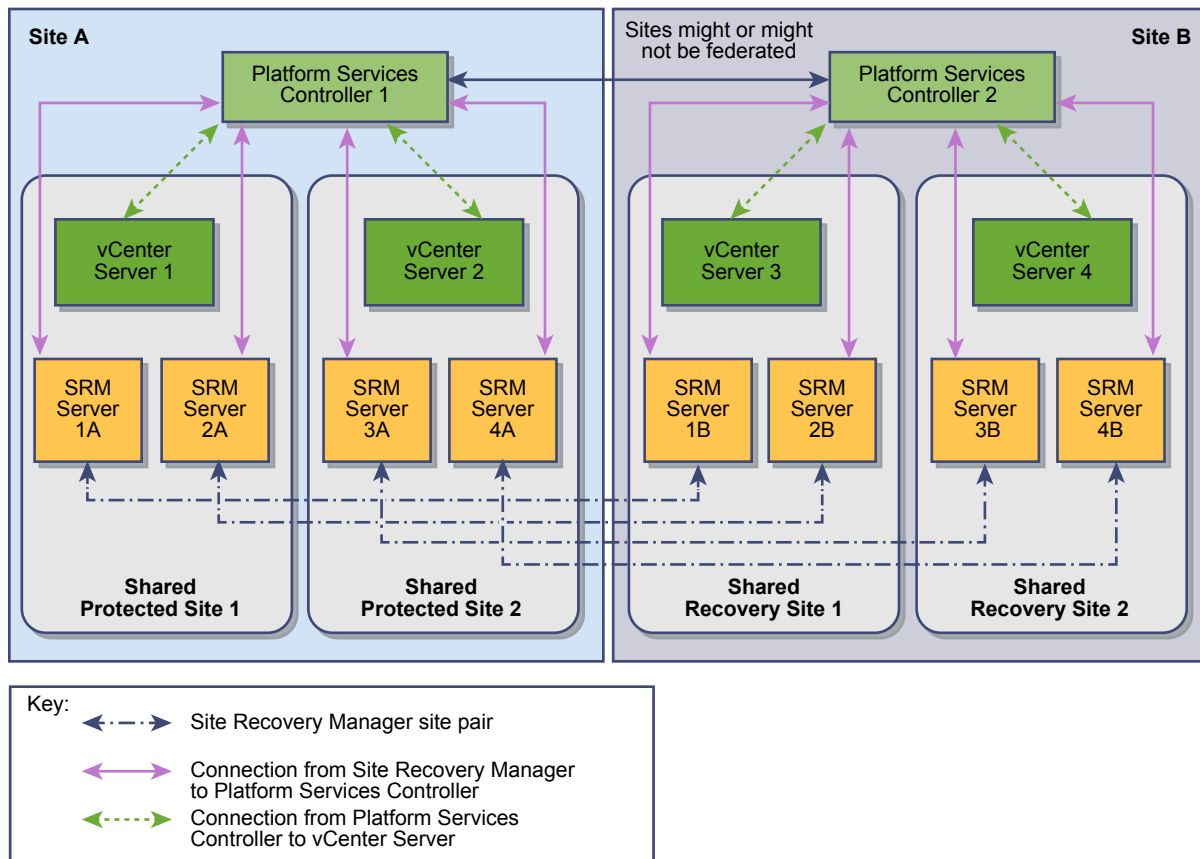 Site A
Sites might or might
not be federated
Site B
Platform Services
Controller 1
Platform Services
Controller 2
vCenter
Server 1
vCenter
Server 2
vCenter
Server 3
vCenter
Server 4
SRM
Server
1A
SRM
Server
2A
SRM
Server
3A
SRM
Server
4A
SRM
Server
1B
SRM
Server
2B
SRM
Server
3B
SRM
Server
4B
Shared
Protected Site 1
Shared
Protected Site 2
Shared
Recovery Site 1
Shared
Recovery Site 2
Key:
Site Recovery Manager site pair
Connection from Site Recovery Manager
to Platform Services Controller
Connection from Platform Services
Controller to vCenter Server